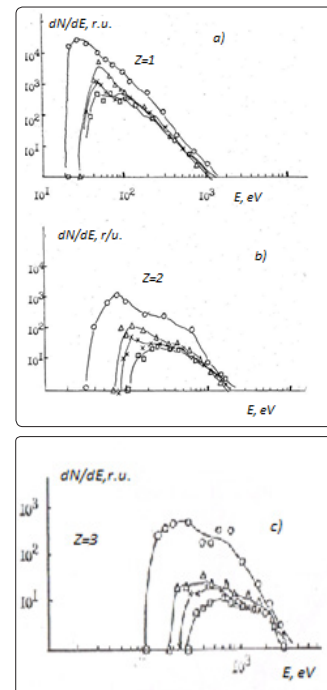 dN/dE, r.u.
a)
Z=1
10⁴
10³
10²
10¹
10¹ 10² 10³
E, eV
dN/dE, r/u.
b)
Z=2
10⁴
10³
10²
10¹
E, eV
dN/dE,r.u.
c)
Z=3
10³
10²
10¹
10³
E, eV